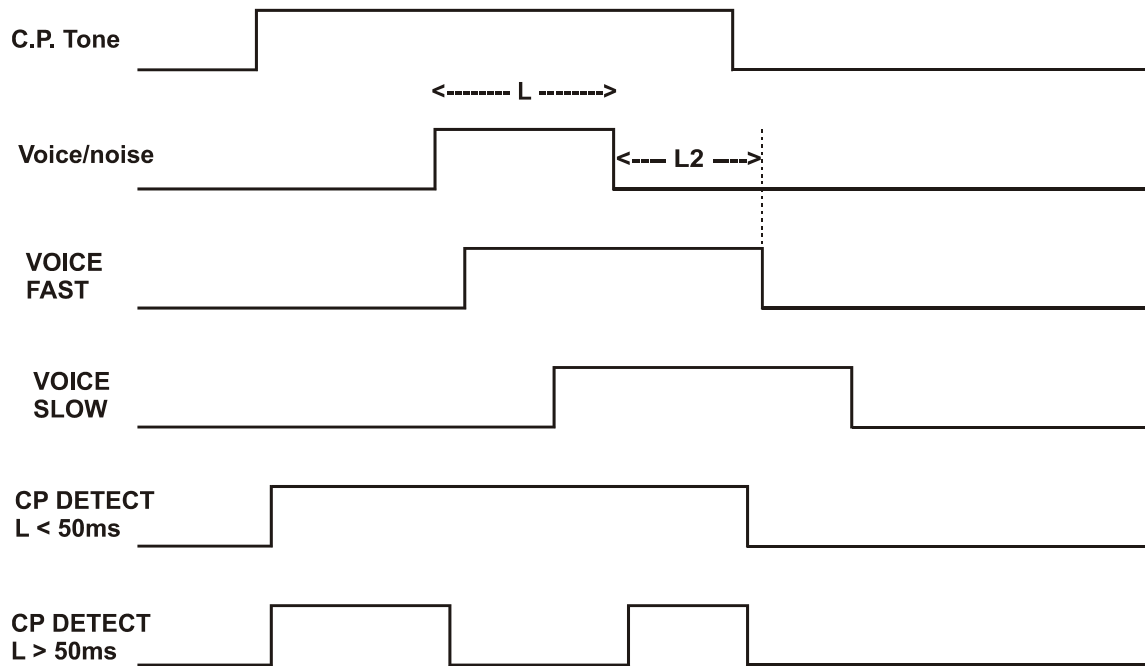 C.P. Tone
<-------- L -------->
Voice/noise
<---- L2 ---->
VOICE
FAST
VOICE
SLOW
CP DETECT
L < 50ms
CP DETECT
L > 50ms